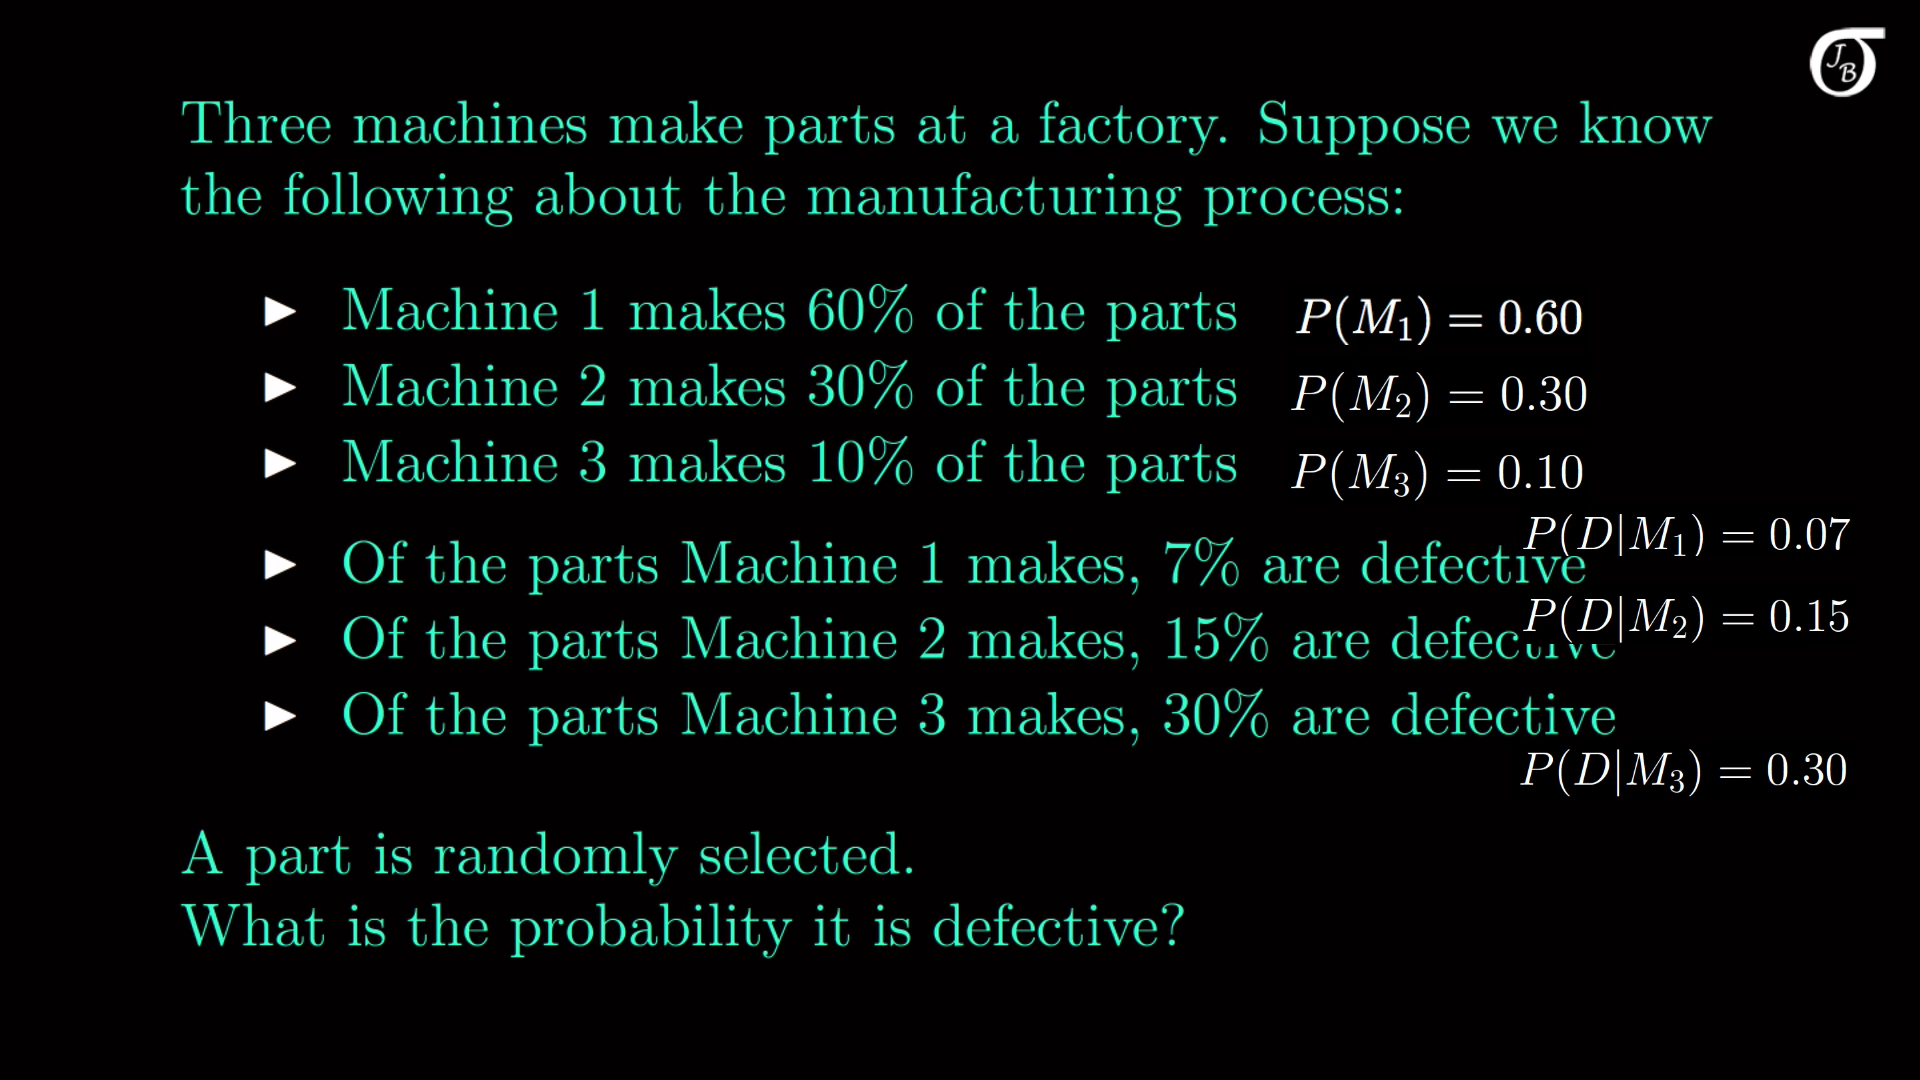 J B
Three machines make parts at a factory. Suppose we know
the following about the manufacturing process:
▶ Machine 1 makes 60% of the parts P(M₁) = 0.60
▶ Machine 2 makes 30% of the parts P(M₂) = 0.30
▶ Machine 3 makes 10% of the parts P(M₃) = 0.10
P(D|M₁) = 0.07
▶ Of the parts Machine 1 makes, 7% are defective
P(D|M₂) = 0.15
▶ Of the parts Machine 2 makes, 15% are defective
▶ Of the parts Machine 3 makes, 30% are defective
P(D|M₃) = 0.30
A part is randomly selected.
What is the probability it is defective?